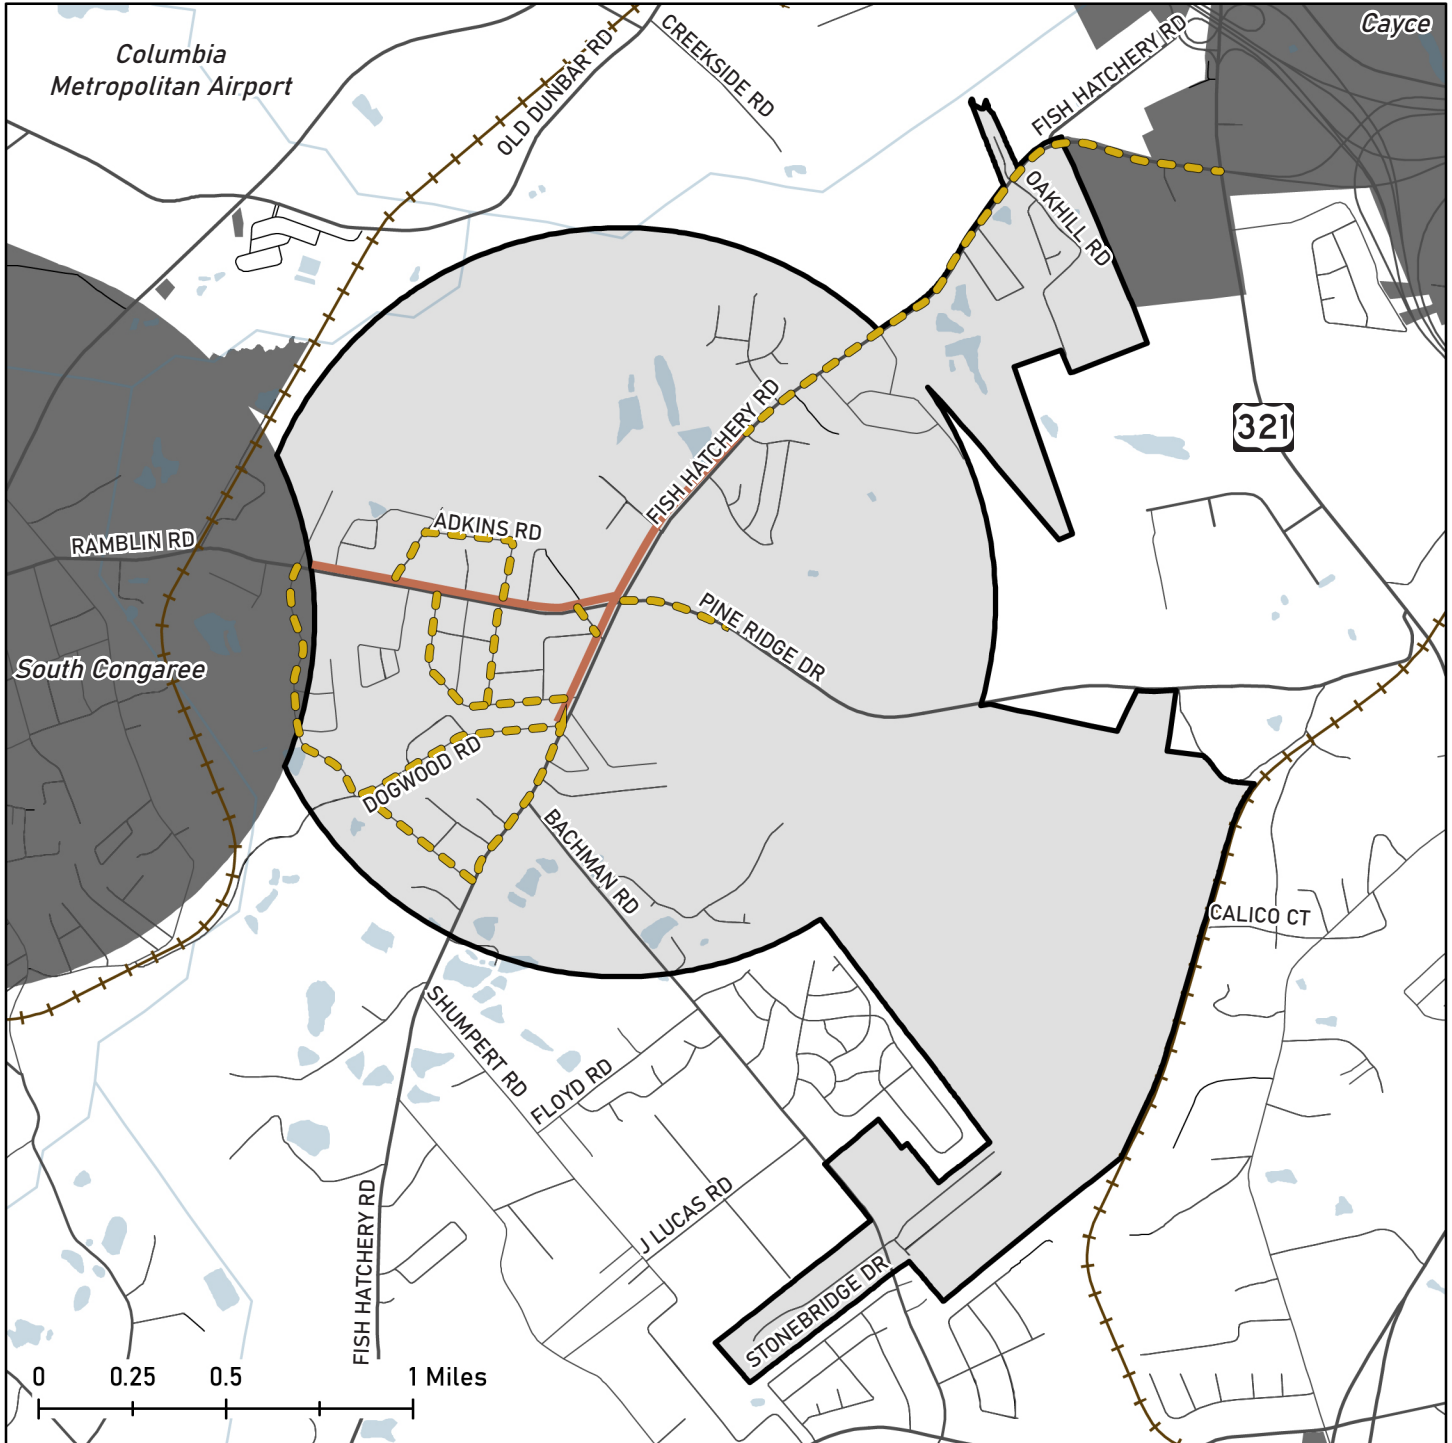 Cayce
Columbia
Metropolitan Airport
CREEKSIDE RD
OLD DUNBAR RD
FISH HATCHERY RD
OAKHILL RD
321
FISH HATCHERY RD
ADKINS RD
RAMBLIN RD
PINE RIDGE DR
South Congaree
DOGWOOD RD
BACHMAN RD
CALICO CT
SHUMPERT RD
FLOYD RD
J LUCAS RD
FISH HATCHERY RD
STONEBRIDGE DR
0 0.25 0.5 1 Miles